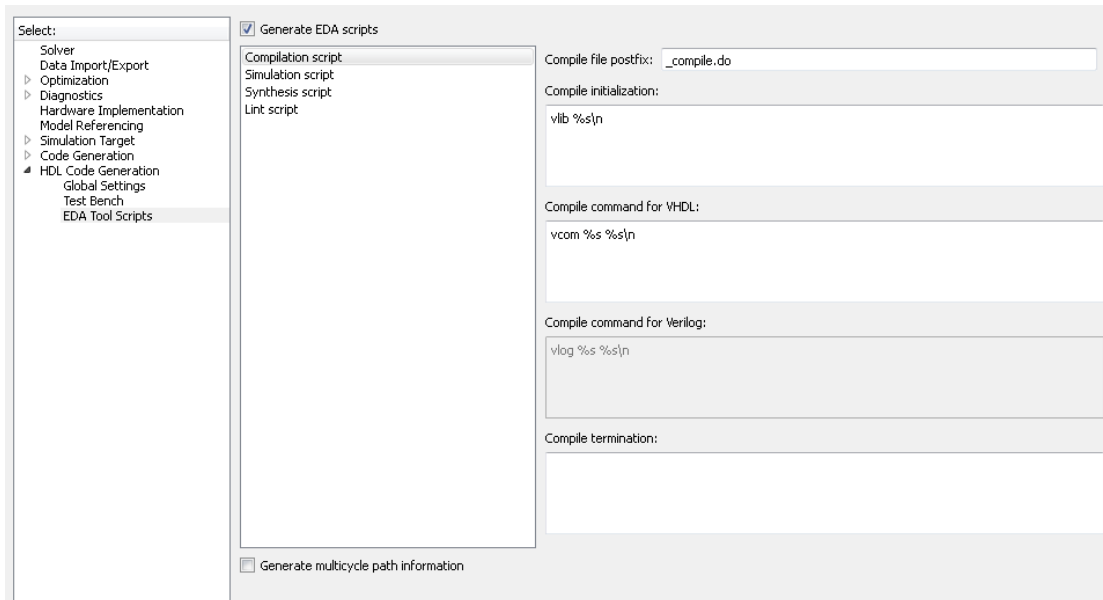 Select:
Solver
Data Import/Export
Optimization
Diagnostics
Hardware Implementation
Model Referencing
Simulation Target
Code Generation
HDL Code Generation
Global Settings
Test Bench
EDA Tool Scripts
Generate EDA scripts
Compilation script
Simulation script
Synthesis script
Lint script
Compile file postfix: _compile.do
Compile initialization:
vlib %s\n
Compile command for VHDL:
vcom %s %s\n
Compile command for Verilog:
vlog %s %s\n
Compile termination:
Generate multicycle path information